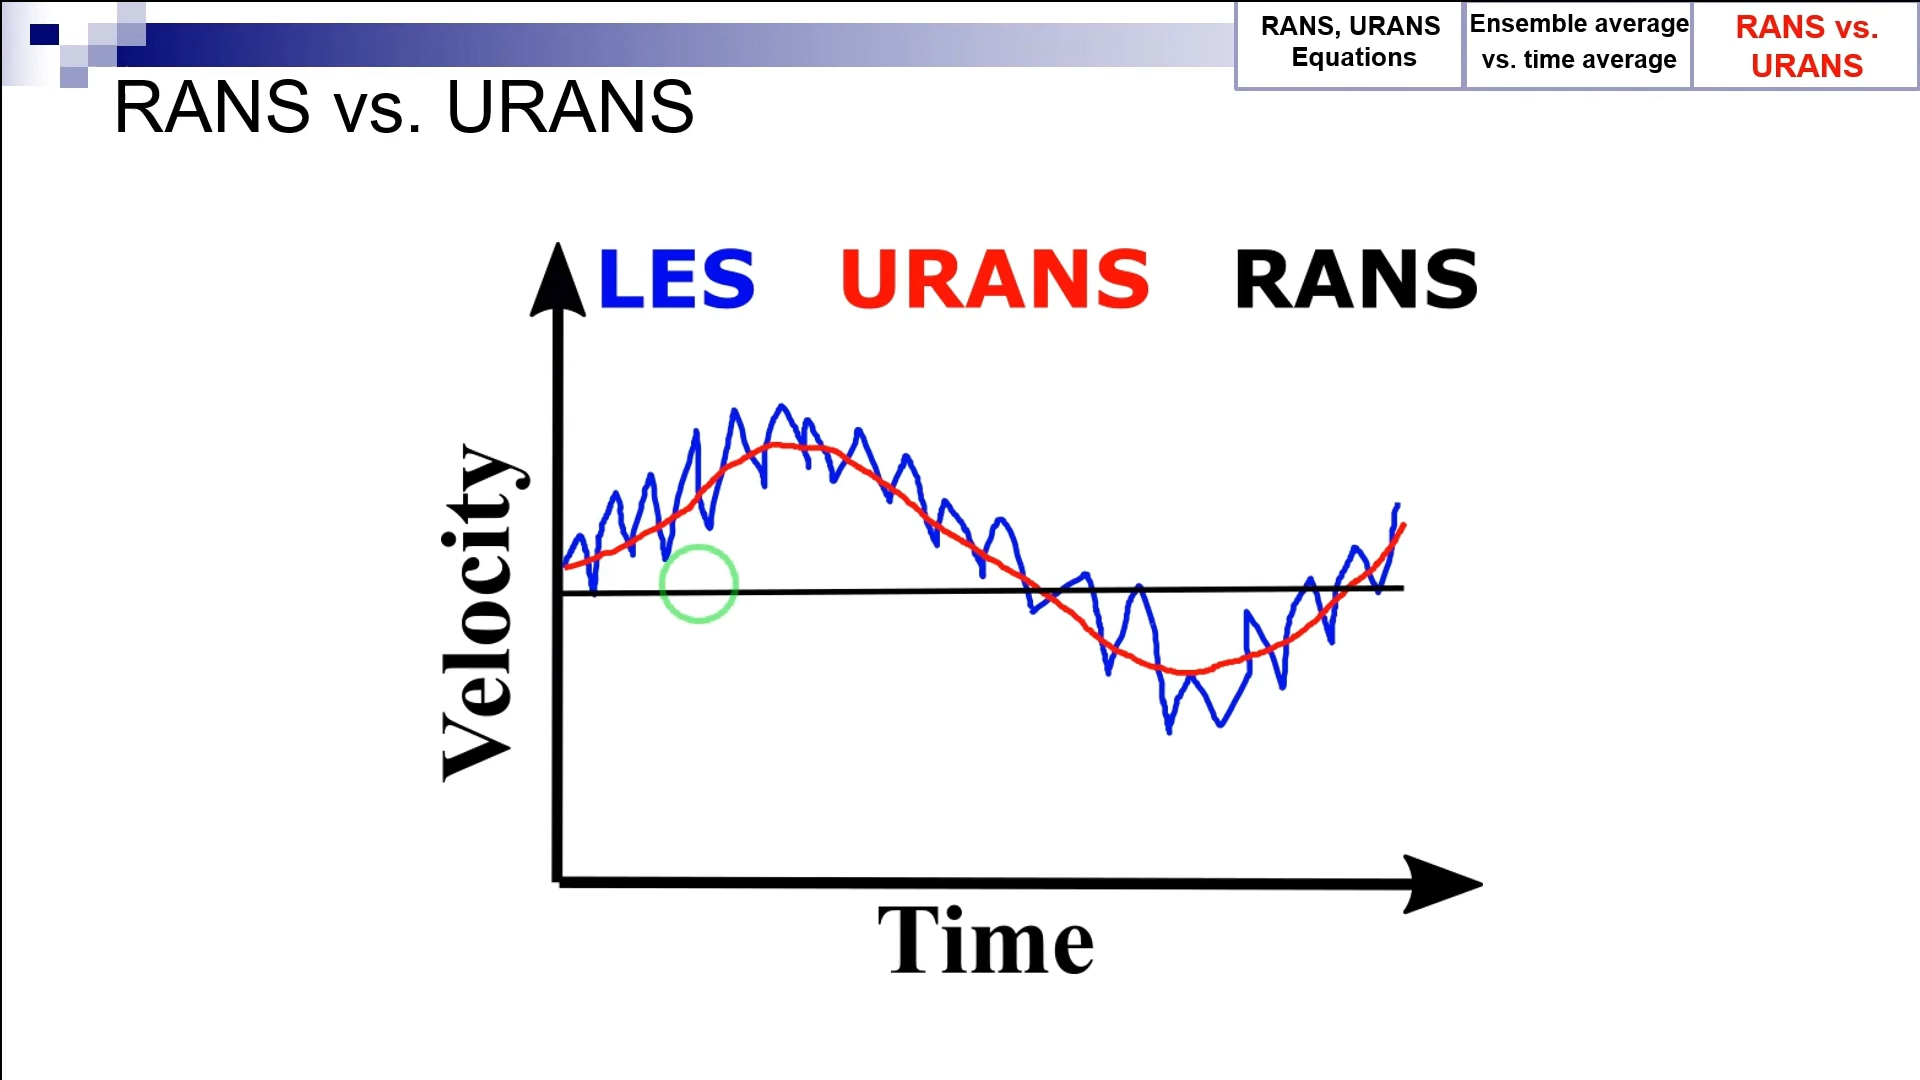 RANS, URANS
Equations
Ensemble average
vs. time average
RANS vs.
URANS
RANS vs. URANS
LES URANS RANS
Velocity
Time